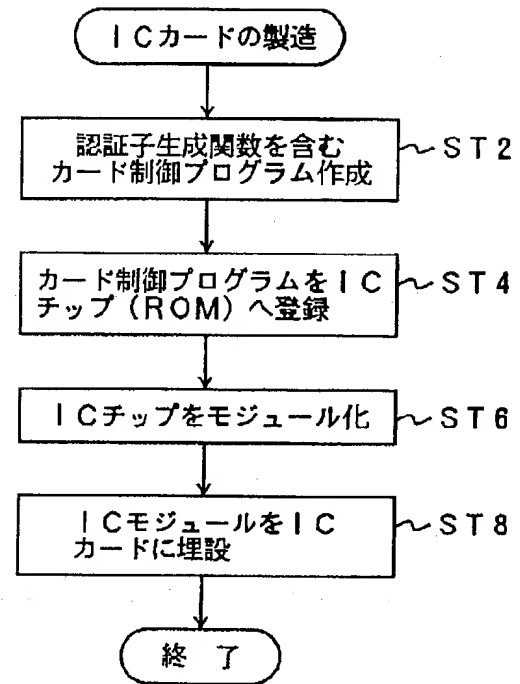 ICカードの製造
認証子生成関数を含む
カード制御プログラム作成
ST2
カード制御プログラムをIC
チップ(ROM)へ登録
ST4
ICチップをモジュール化
ST6
ICモジュールをIC
カードに埋設
ST8
終 了